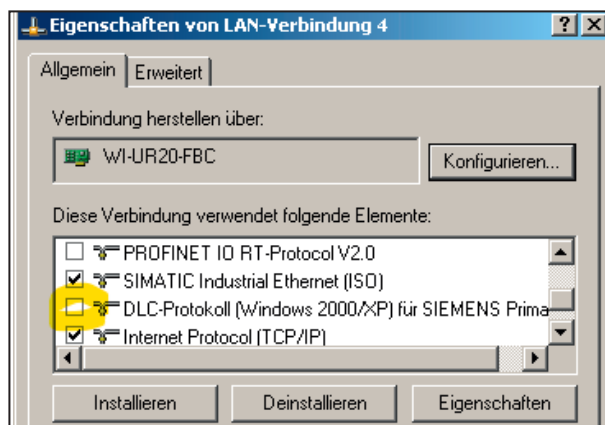 Eigenschaften von LAN-Verbindung 4
Allgemein Erweitert
Verbindung herstellen über:
WI-UR20-FBC Konfigurieren...
Diese Verbindung verwendet folgende Elemente:
PROFINET IO RT-Protocol V2.0
SIMATIC Industrial Ethernet (ISO)
DLC-Protokoll (Windows 2000/XP) für SIEMENS Prima
Internet Protocol (TCP/IP)
Installieren Deinstallieren Eigenschaften